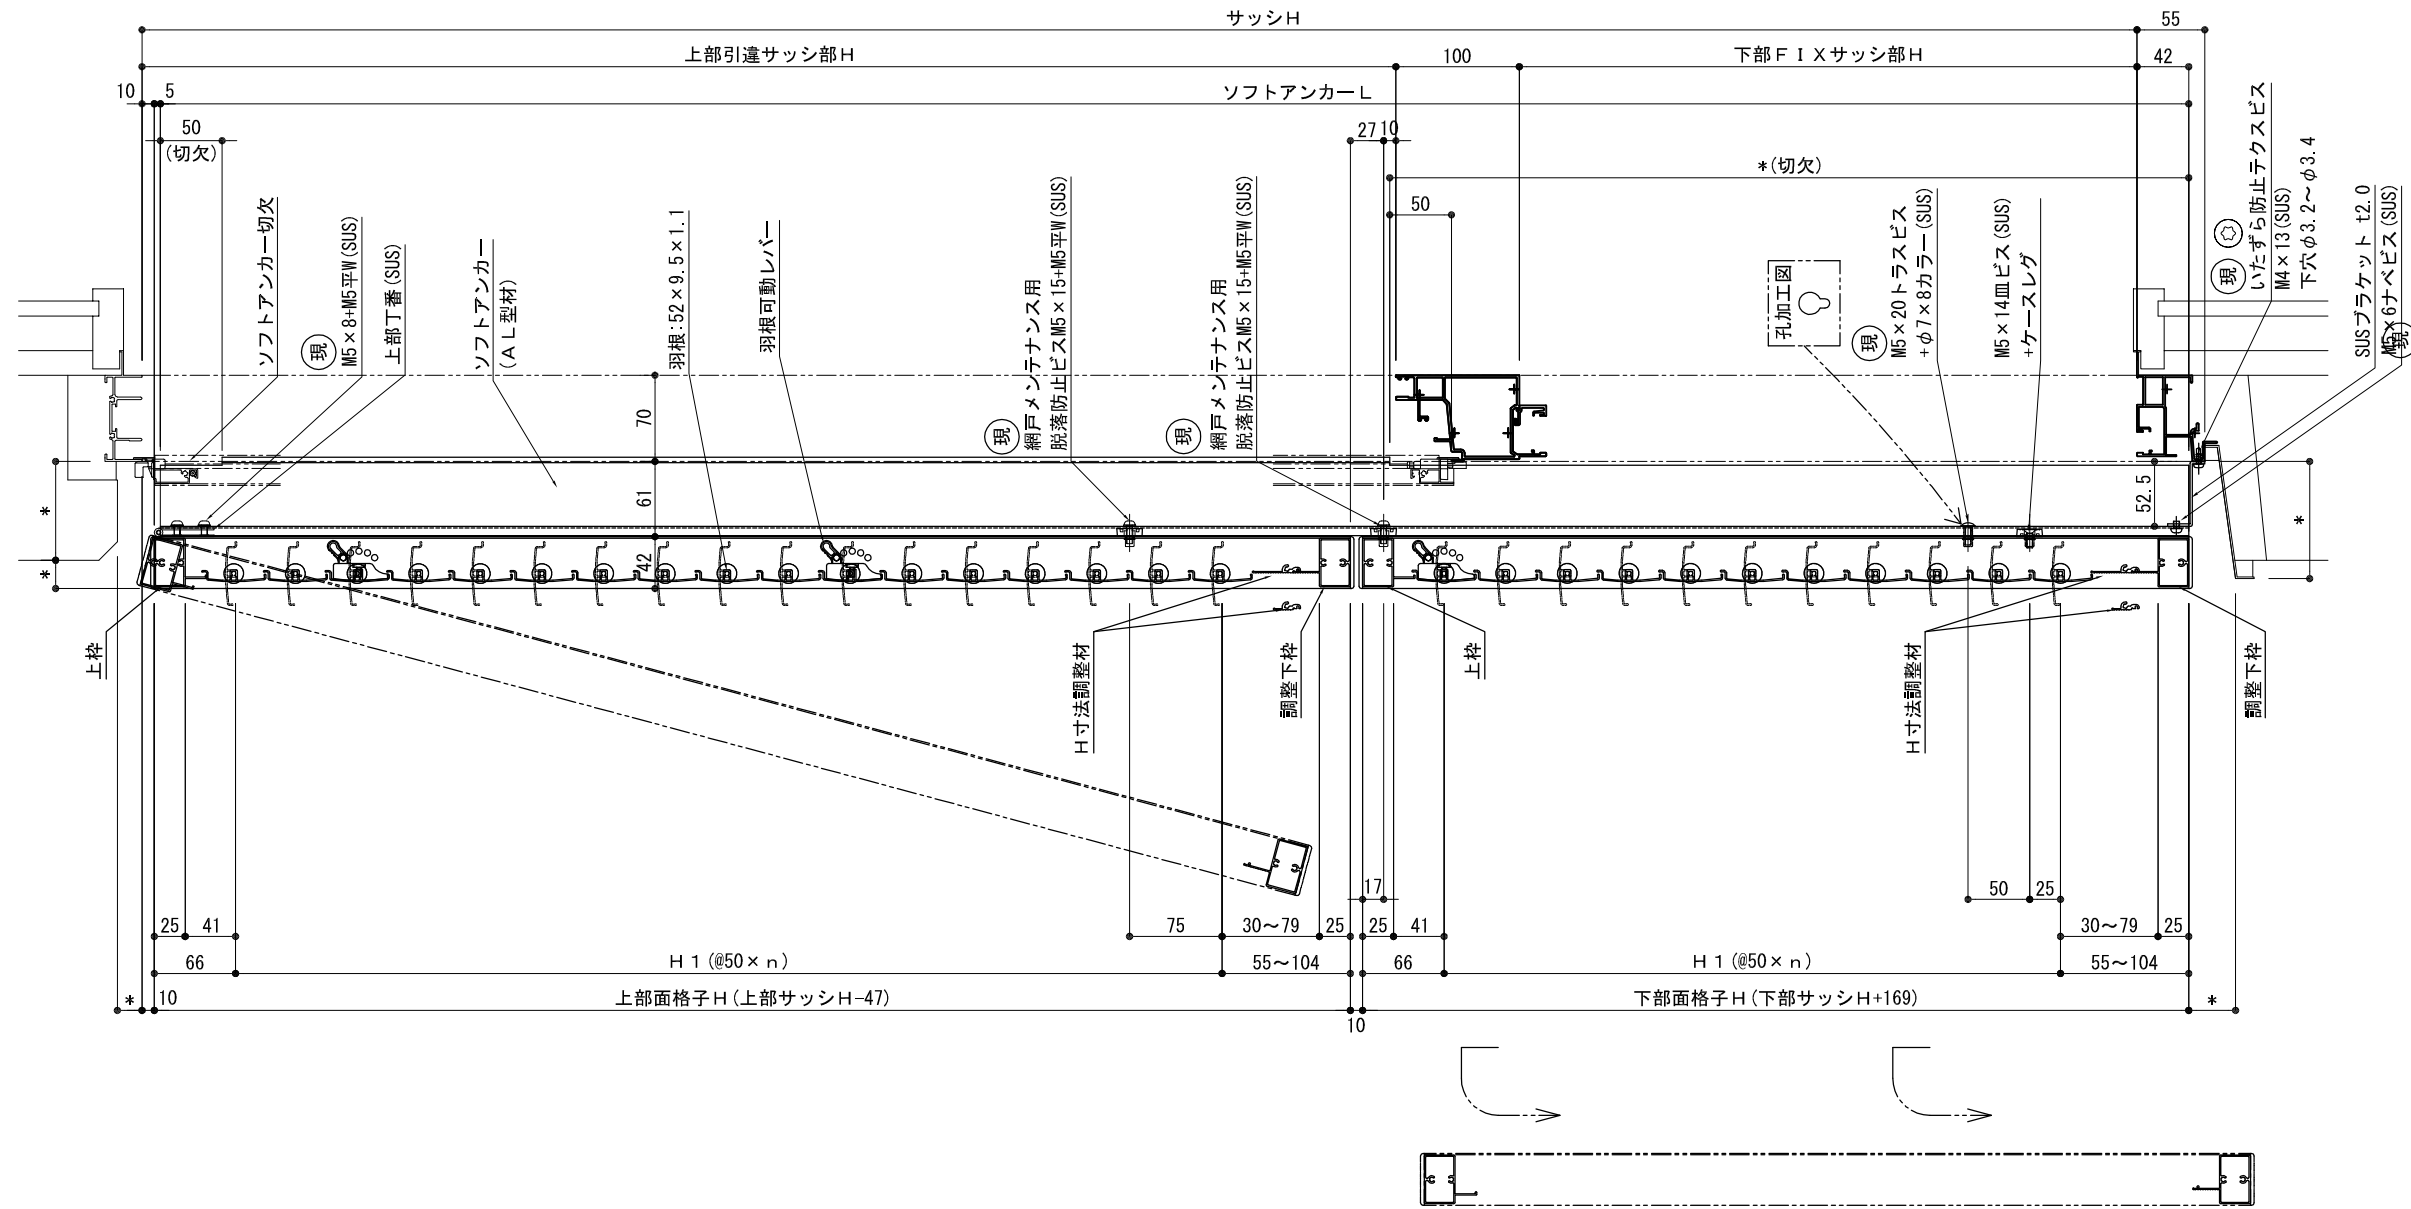 サッシH
55
上部引違サッシ部H
100
下部FIXサッシ部H
42
10
5
ソフトアンカーL
50
(切欠)
27
10
*(切欠)
50
ソフトアンカー切欠
現
M5×8+M5平W(SUS)
上部丁番(SUS)
ソフトアンカー
(AL型材)
羽根:52×9.5×1.1
羽根可動レバー
現
網戸メンテナンス用
脱落防止ビスM5×15+M5平W(SUS)
現
網戸メンテナンス用
脱落防止ビスM5×15+M5平W(SUS)
孔加工図
現
M5×20トラスビス
+φ7×8カラー(SUS)
M5×14皿ビス(SUS)
+ケースレグ
現
いたずら防止テクスビス
M4×13(SUS)
下穴φ3.2～φ3.4
SUSブラケット t2.0
M5×6ナベビス(SUS)
現
70
61
42
52.5
*
*
*
上枠
H寸法調整材
調整下枠
上枠
H寸法調整材
調整下枠
17
50
25
25
41
75
30～79
25
25
41
30～79
25
66
H1(@50×n)
55～104
66
H1(@50×n)
55～104
*
10
上部面格子H(上部サッシH-47)
10
下部面格子H(下部サッシH+169)
*